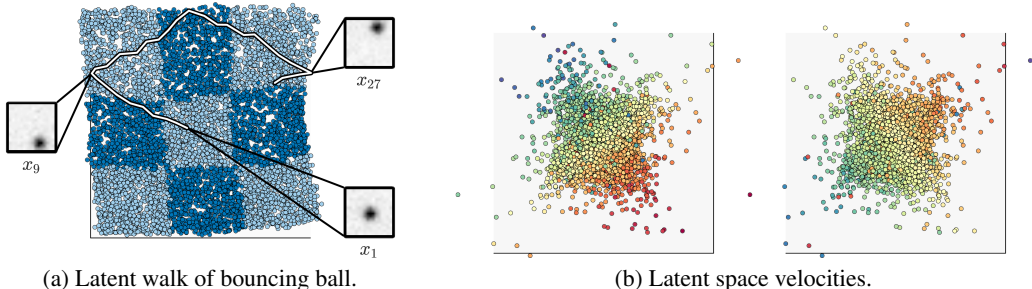 x₂₇
x₉
x₁
(a) Latent walk of bouncing ball.
(b) Latent space velocities.